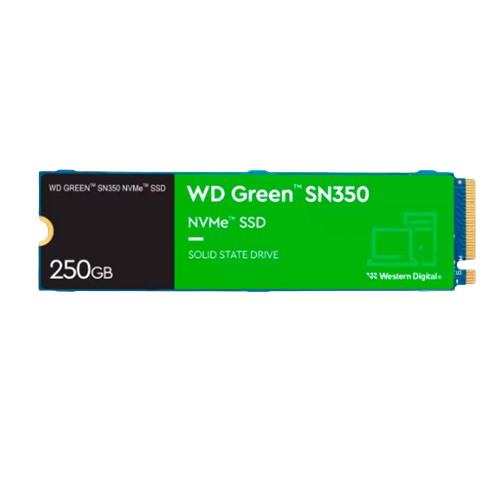 WD GREEN™ SN350 NVMe™ SSD
250GB
WD Green™ SN350
NVMe™ SSD
SOLID STATE DRIVE
Western Digital®